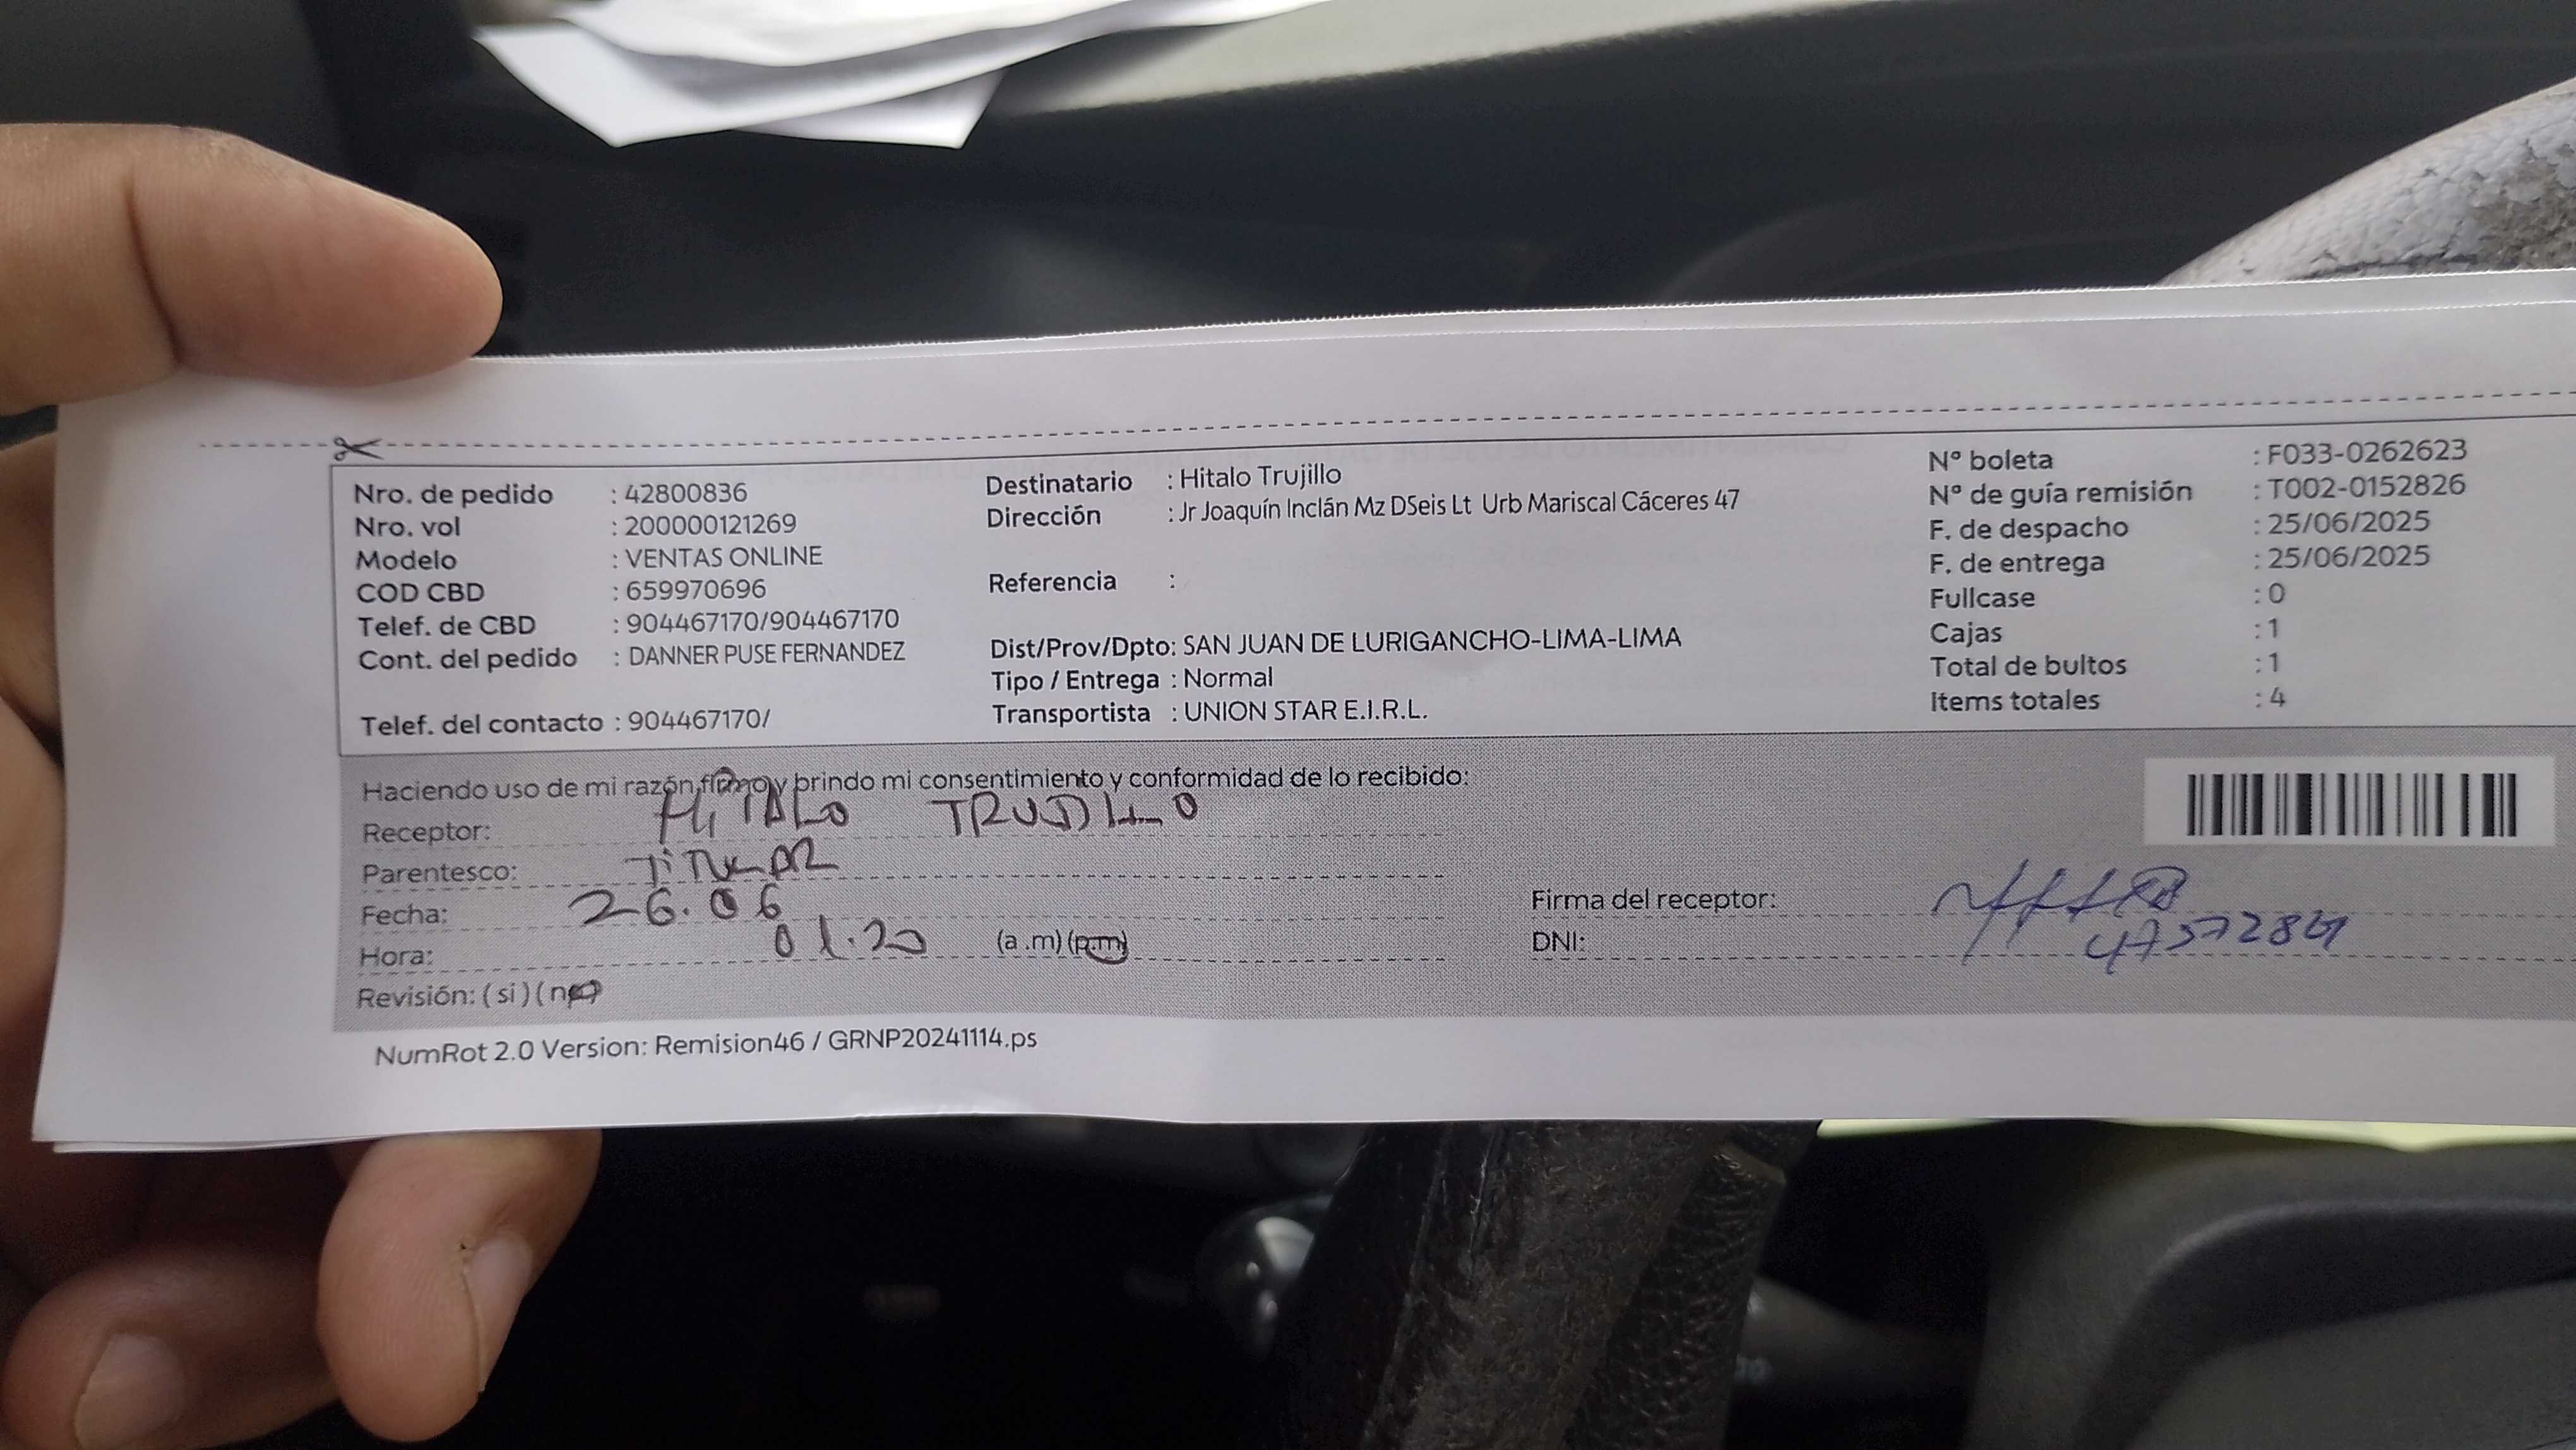 Nro. de pedido : 42800836
Nro. vol : 200000121269
Modelo : VENTAS ONLINE
COD CBD : 659970696
Telef. de CBD : 904467170/904467170
Cont. del pedido : DANNER PUSE FERNANDEZ
Telef. del contacto : 904467170/
Destinatario : Hitalo Trujillo
Dirección : Jr Joaquín Inclán Mz DSeis Lt Urb Mariscal Cáceres 47
Referencia :
Dist/Prov/Dpto: SAN JUAN DE LURIGANCHO-LIMA-LIMA
Tipo / Entrega : Normal
Transportista : UNION STAR E.I.R.L.
Nº boleta : F033-0262623
Nº de guía remisión : T002-0152826
F. de despacho : 25/06/2025
F. de entrega : 25/06/2025
Fullcase : 0
Cajas : 1
Total de bultos : 1
Items totales : 4
Haciendo uso de mi razón firmo y brindo mi consentimiento y conformidad de lo recibido:
Receptor: HITALO TRUJILLO
Parentesco: TITULAR
Fecha: 26.06
Hora: 01.20 (a .m) (p.m)
Revisión: ( si ) ( no )
Firma del receptor:
DNI:
NumRot 2.0 Version: Remision46 / GRNP20241114.ps